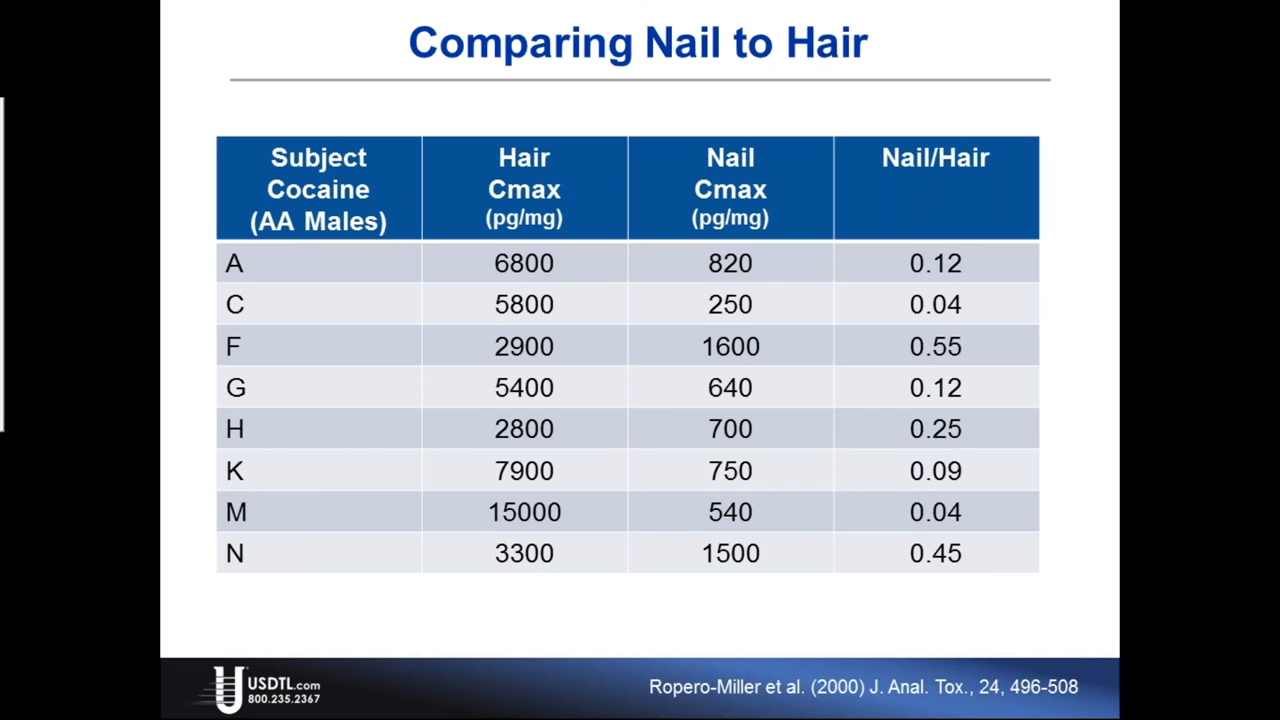 Comparing Nail to Hair
Subject Cocaine (AA Males) Hair Cmax (pg/mg) Nail Cmax (pg/mg) Nail/Hair
A 6800 820 0.12
C 5800 250 0.04
F 2900 1600 0.55
G 5400 640 0.12
H 2800 700 0.25
K 7900 750 0.09
M 15000 540 0.04
N 3300 1500 0.45
USDTL.com
800.235.2367
Ropero-Miller et al. (2000) J. Anal. Tox., 24, 496-508